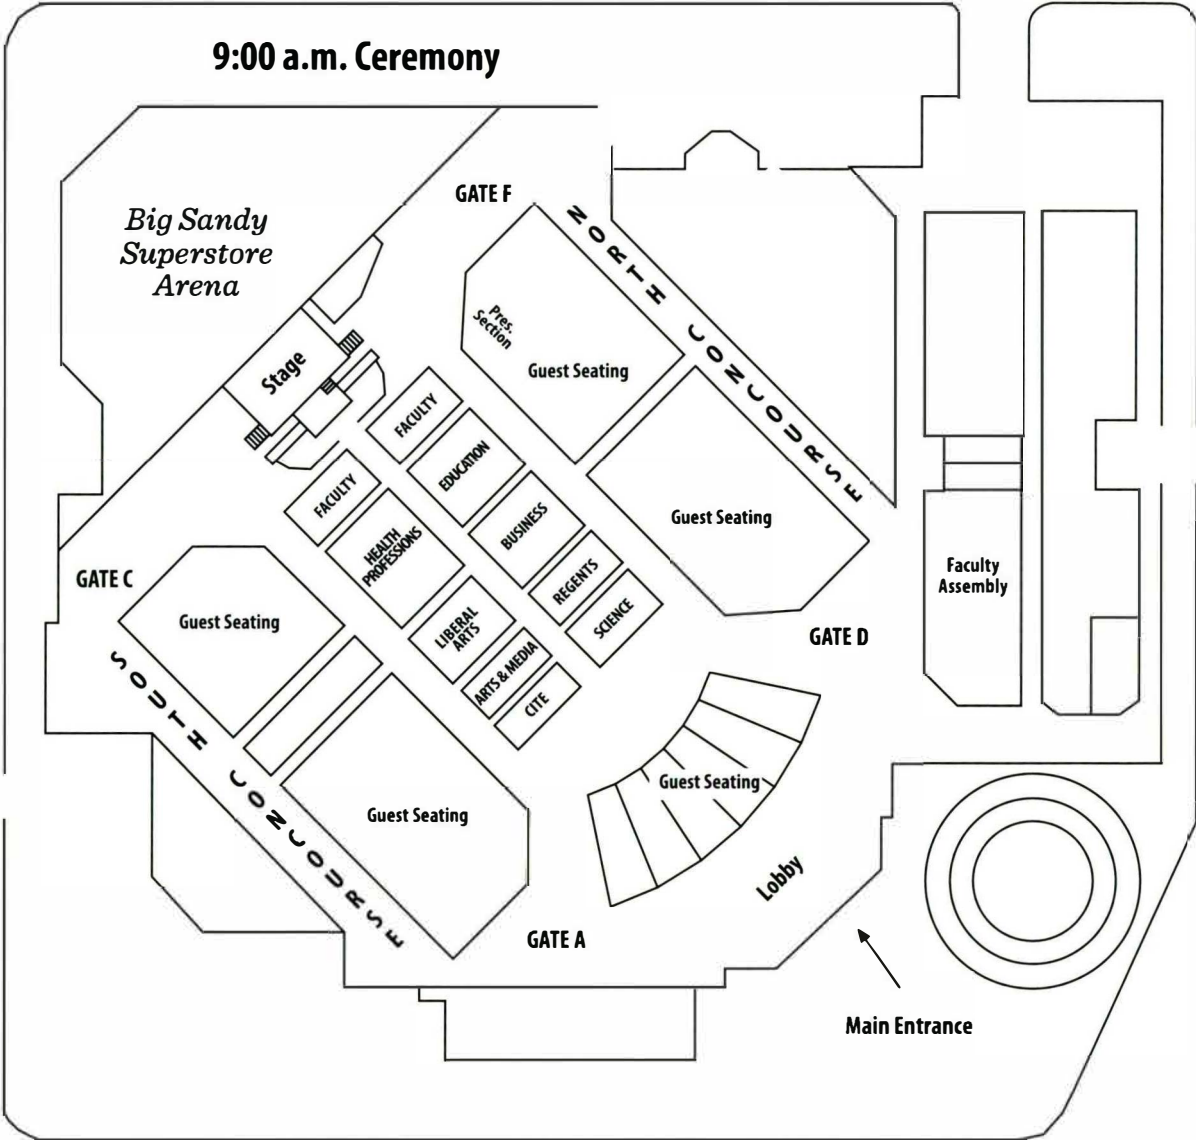 9:00 a.m. Ceremony
GATE F
Big Sandy
Superstore
Arena
NORTH CONCOURSE
Pres.
Section
Guest Seating
Stage
FACULTY
EDUCATION
FACULTY
BUSINESS
Guest Seating
HEALTH
PROFESSIONS
GATE C
REGENTS
Faculty
Assembly
Guest Seating
LIBERAL
ARTS
SCIENCE
GATE D
ARTS & MEDIA
CITE
SOUTH CONCOURSE
Guest Seating
Guest Seating
Lobby
GATE A
Main Entrance